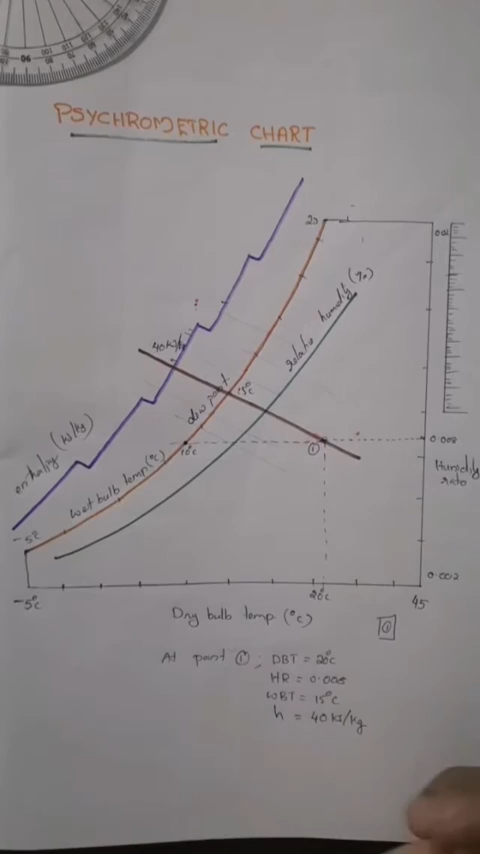 PSYCHROMETRIC CHART
20
0.01
relative humidity (%)
40 kJ/kg
15°C
dew point
enthalpy (kJ/kg)
10°C
①
0.008
Humidity ratio
wet bulb temp (°C)
-5°
0.002
-5°C
20°C
45
Dry bulb temp (°C)
①
At point ①; DBT = 20°C
HR = 0.008
WBT = 15°C
h = 40 kJ/kg